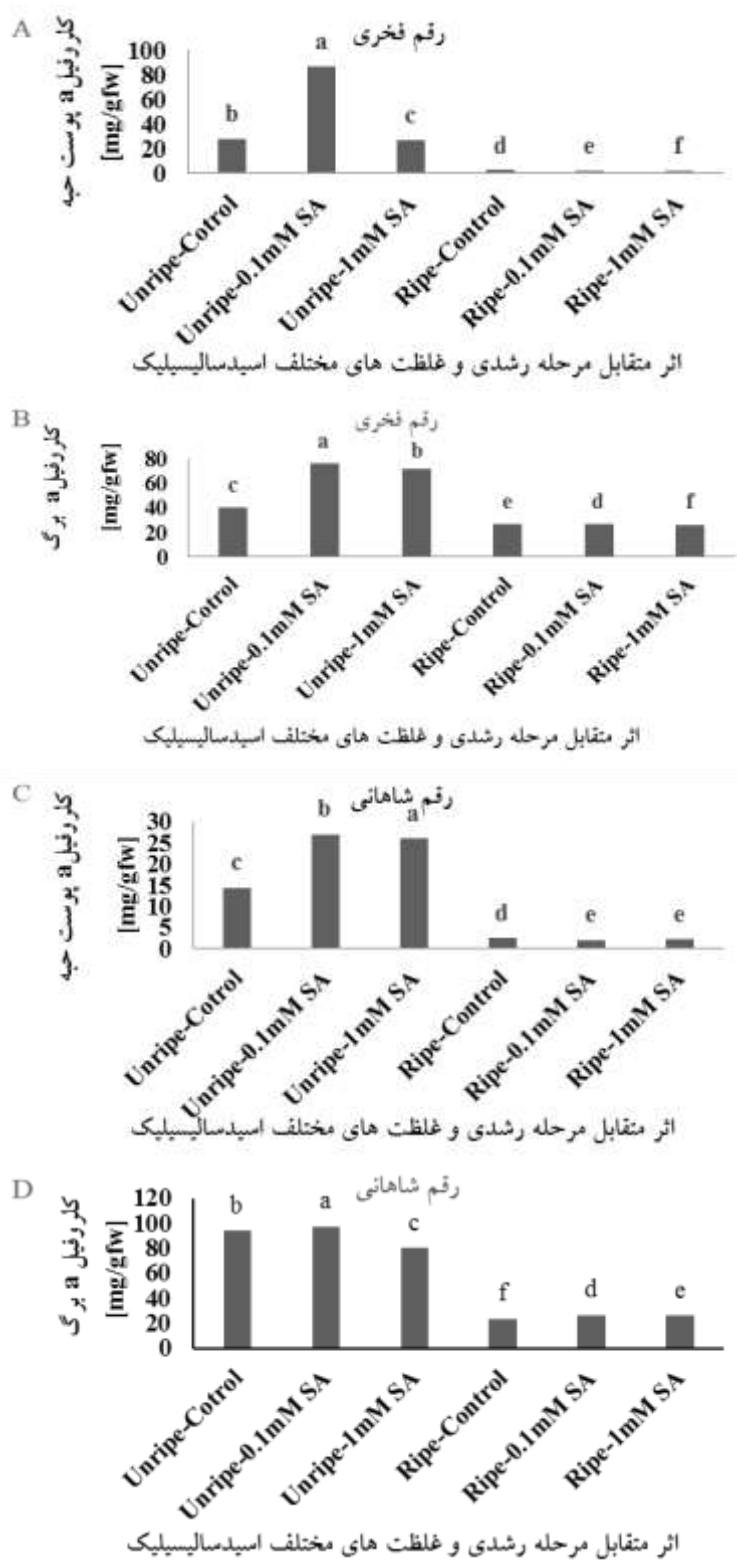 A
رقم فخری
کلروفیل a پوست حبه
[mg/gfw]
100
80
60
40
20
0
b
a
c
d
e
f
Unripe-Cotrol
Unripe-0.1mM SA
Unripe-1mM SA
Ripe-Control
Ripe-0.1mM SA
Ripe-1mM SA
اثر متقابل مرحله رشدی و غلظت های مختلف اسیدسالیسیلیک
B
رقم فخری
کلروفیل a برگ
[mg/gfw]
80
60
40
20
0
c
a
b
e
d
f
Unripe-Cotrol
Unripe-0.1mM SA
Unripe-1mM SA
Ripe-Control
Ripe-0.1mM SA
Ripe-1mM SA
اثر متقابل مرحله رشدی و غلظت های مختلف اسیدسالیسیلیک
C
رقم شاهانی
کلروفیل a پوست حبه
[mg/gfw]
30
25
20
15
10
5
0
c
b
a
d
e
e
Unripe-Cotrol
Unripe-0.1mM SA
Unripe-1mM SA
Ripe-Control
Ripe-0.1mM SA
Ripe-1mM SA
اثر متقابل مرحله رشدی و غلظت های مختلف اسیدسالیسیلیک
D
رقم شاهانی
کلروفیل a برگ
[mg/gfw]
120
100
80
60
40
20
0
b
a
c
f
d
e
Unripe-Cotrol
Unripe-0.1mM SA
Unripe-1mM SA
Ripe-Control
Ripe-0.1mM SA
Ripe-1mM SA
اثر متقابل مرحله رشدی و غلظت های مختلف اسیدسالیسیلیک